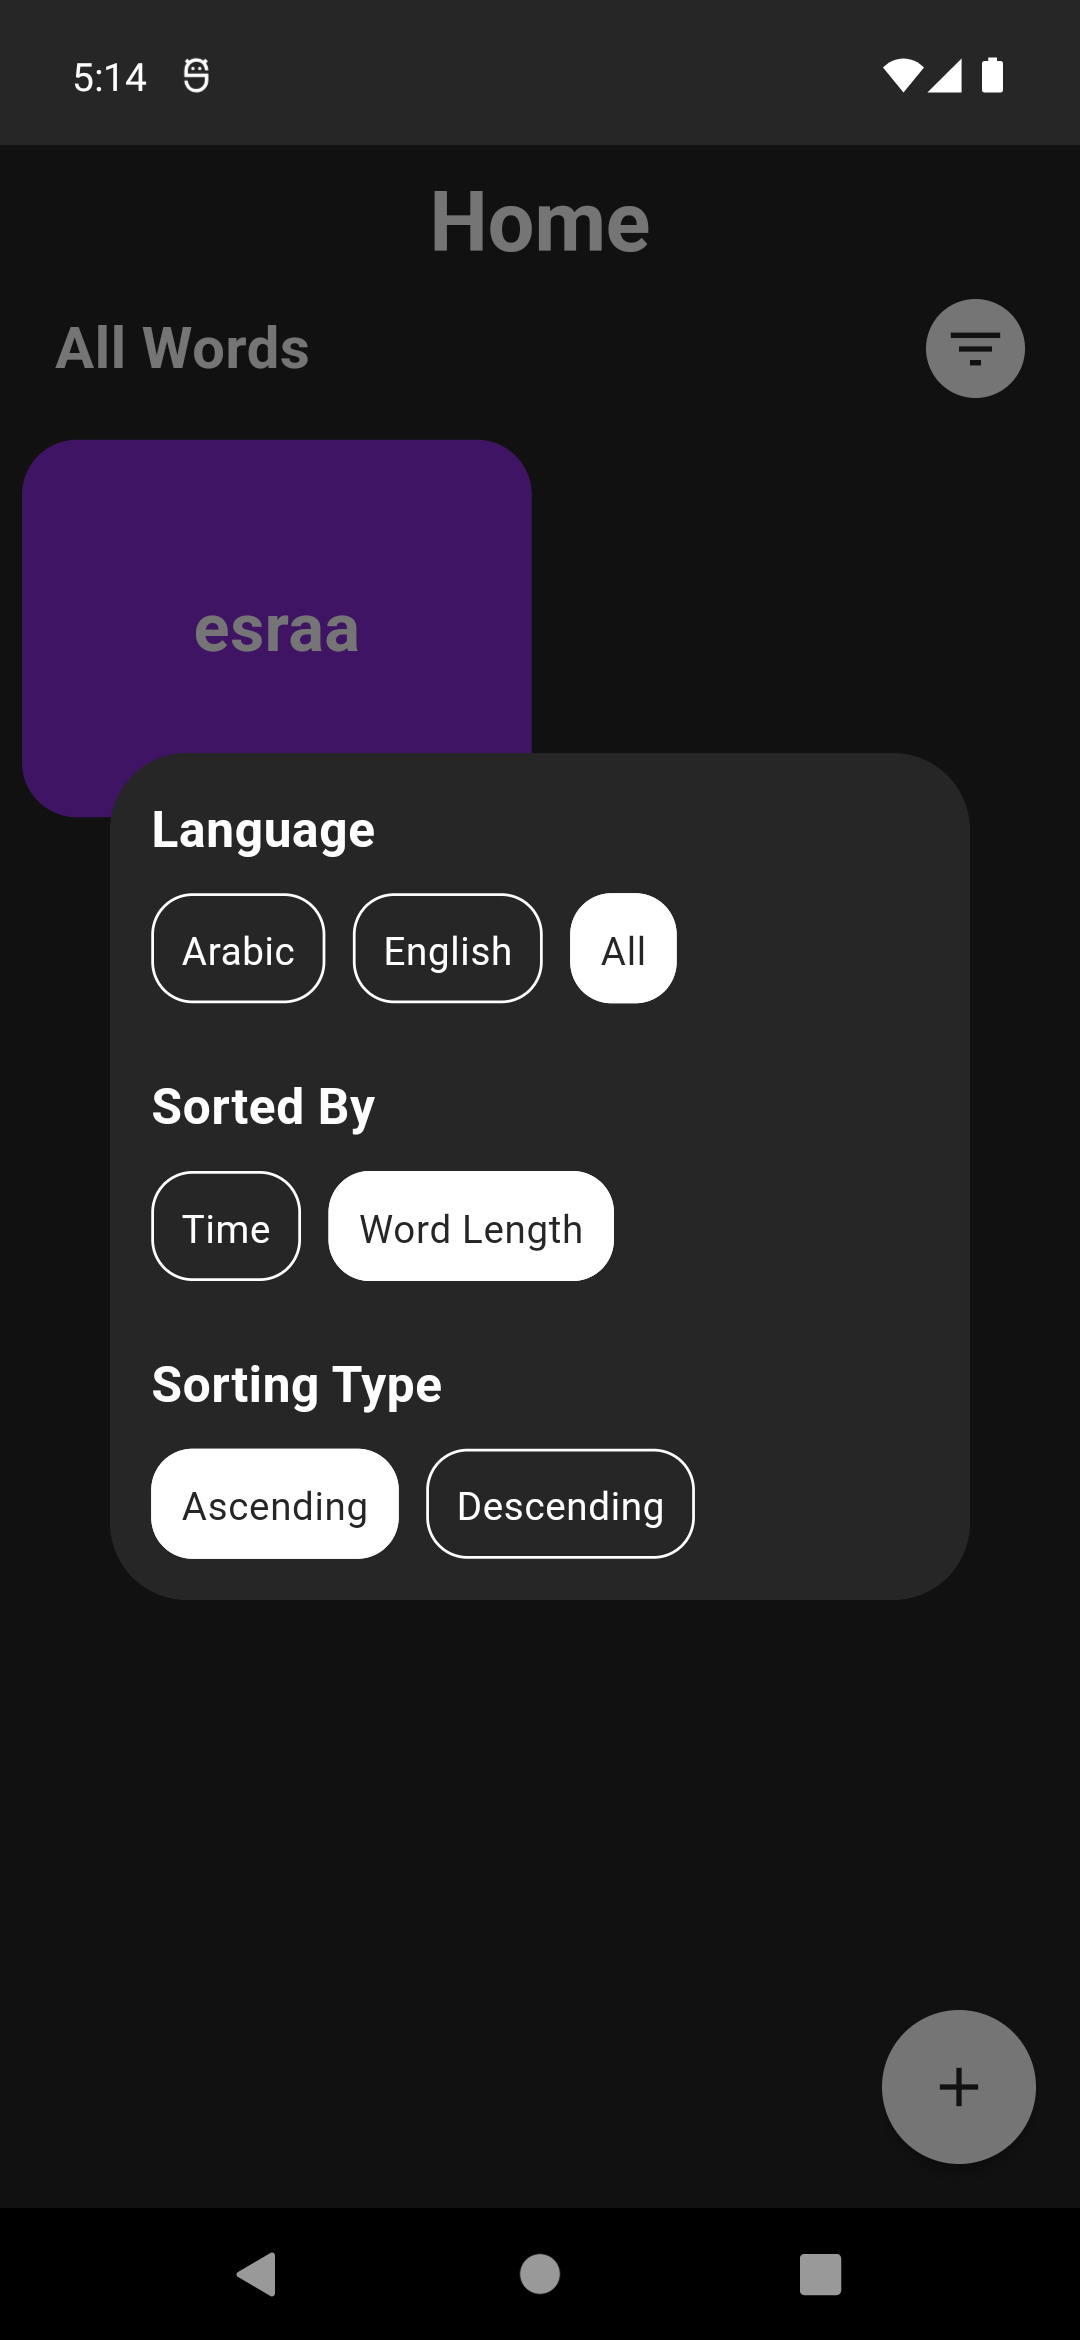 5:14
Home
All Words
esraa
Language
Arabic English All
Sorted By
Time Word Length
Sorting Type
Ascending Descending